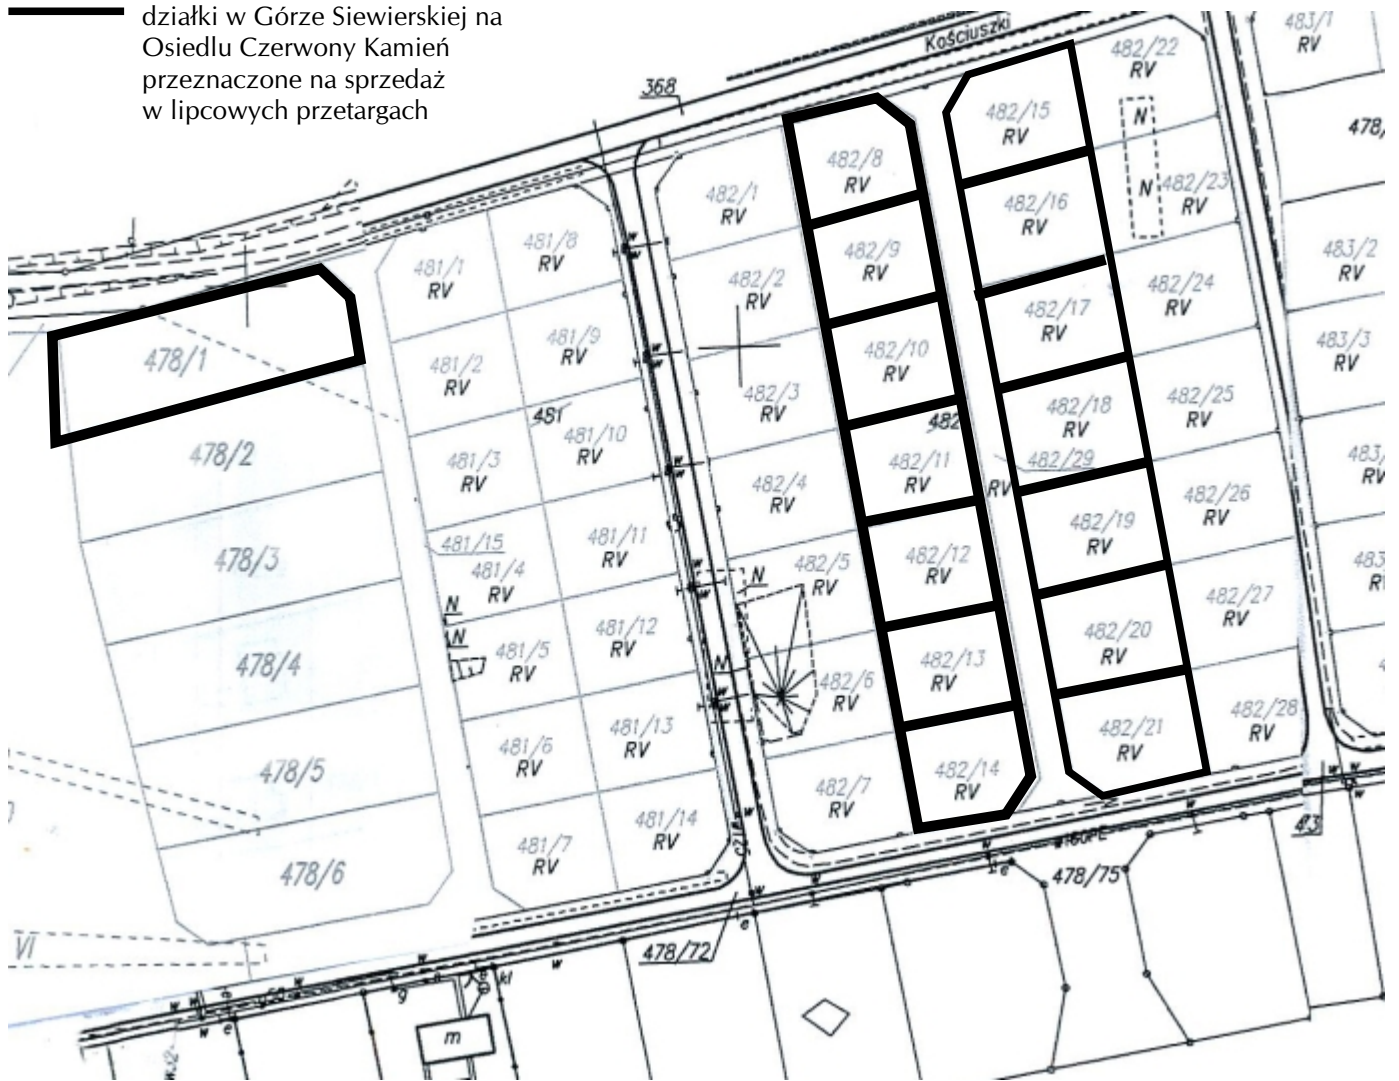 działki w Górze Siewierskiej na
Osiedlu Czerwony Kamień
przeznaczone na sprzedaż
w lipcowych przetargach
Kościuszki
368
478/1
478/2
478/3
478/4
478/5
478/6
VI
481/1
RV
481/2
RV
481/3
RV
481/15
481/4
RV
N
N
481/5
RV
481/6
RV
481/7
RV
481/8
RV
481/9
RV
481
481/10
RV
481/11
RV
481/12
RV
481/13
RV
481/14
RV
482/1
RV
482/2
RV
482/3
RV
482/4
RV
482/5
RV
N
N
482/6
RV
482/7
RV
482/8
RV
482/9
RV
482/10
RV
482
482/11
RV
482/12
RV
482/13
RV
482/14
RV
482/29
RV
482/15
RV
482/16
RV
482/17
RV
482/18
RV
482/19
RV
482/20
RV
482/21
RV
482/22
RV
N
N
482/23
RV
482/24
RV
482/25
RV
482/26
RV
482/27
RV
482/28
RV
483/1
RV
478/
483/2
RV
483/3
RV
483/
RV
483
43
478/75
478/72
kl
m